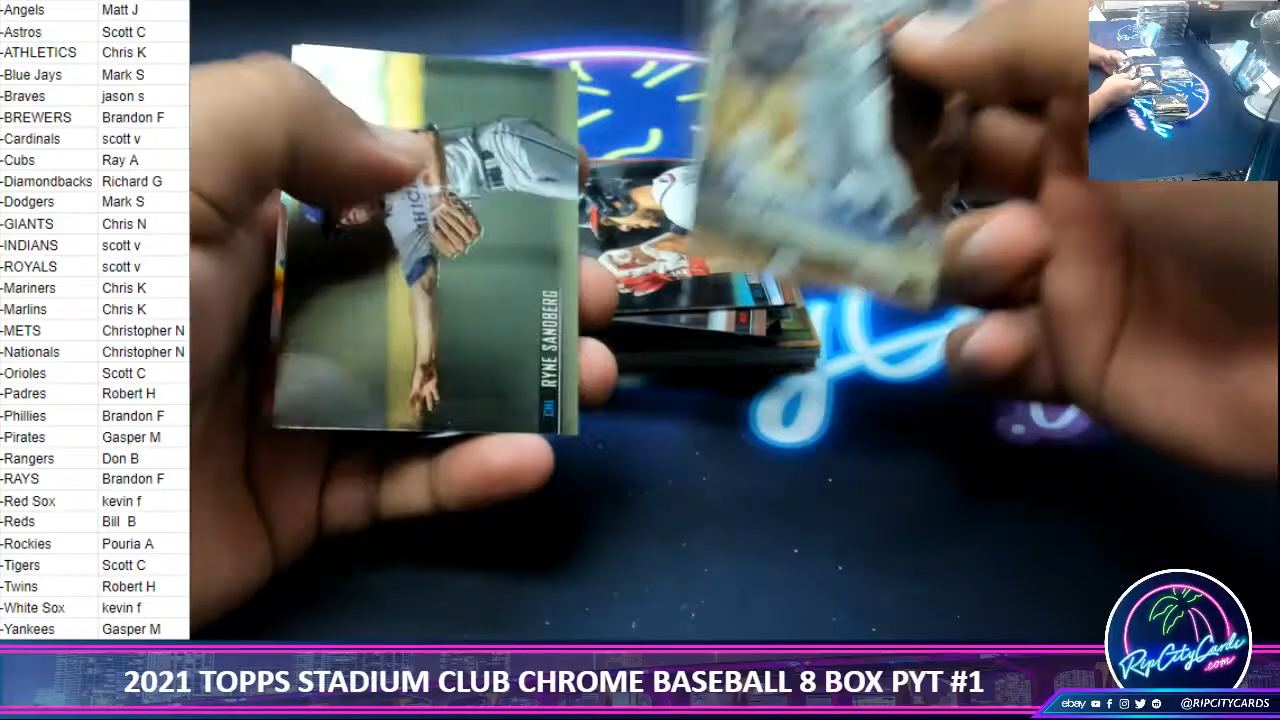 -Angels Matt J
-Astros Scott C
-ATHLETICS Chris K
-Blue Jays Mark S
-Braves jason s
-BREWERS Brandon F
-Cardinals scott v
-Cubs Ray A
-Diamondbacks Richard G
-Dodgers Mark S
-GIANTS Chris N
-INDIANS scott v
-ROYALS scott v
-Mariners Chris K
-Marlins Chris K
-METS Christopher N
-Nationals Christopher N
-Orioles Scott C
-Padres Robert H
-Phillies Brandon F
-Pirates Gasper M
-Rangers Don B
-RAYS Brandon F
-Red Sox kevin f
-Reds Bill B
-Rockies Pouria A
-Tigers Scott C
-Twins Robert H
-White Sox kevin f
-Yankees Gasper M
CHI RYNE SANDBERG
RipCityCards
.com
2021 TOPPS STADIUM CLUB CHROME BASEBALL 8 BOX PYT #1
ebay @RIPCITYCARDS